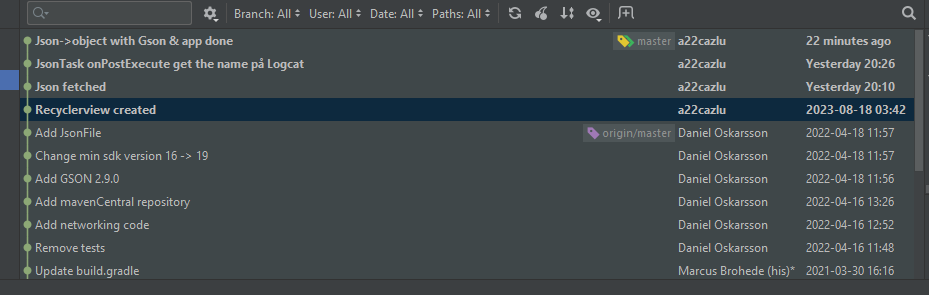 Branch: All User: All Date: All Paths: All
Json->object with Gson & app done master a22cazlu 22 minutes ago
JsonTask onPostExecute get the name på Logcat a22cazlu Yesterday 20:26
Json fetched a22cazlu Yesterday 20:10
Recyclerview created a22cazlu 2023-08-18 03:42
Add JsonFile origin/master Daniel Oskarsson 2022-04-18 11:57
Change min sdk version 16 -> 19 Daniel Oskarsson 2022-04-18 11:57
Add GSON 2.9.0 Daniel Oskarsson 2022-04-18 11:56
Add mavenCentral repository Daniel Oskarsson 2022-04-16 13:26
Add networking code Daniel Oskarsson 2022-04-16 12:52
Remove tests Daniel Oskarsson 2022-04-16 11:48
Update build.gradle Marcus Brohede (his)* 2021-03-30 16:16